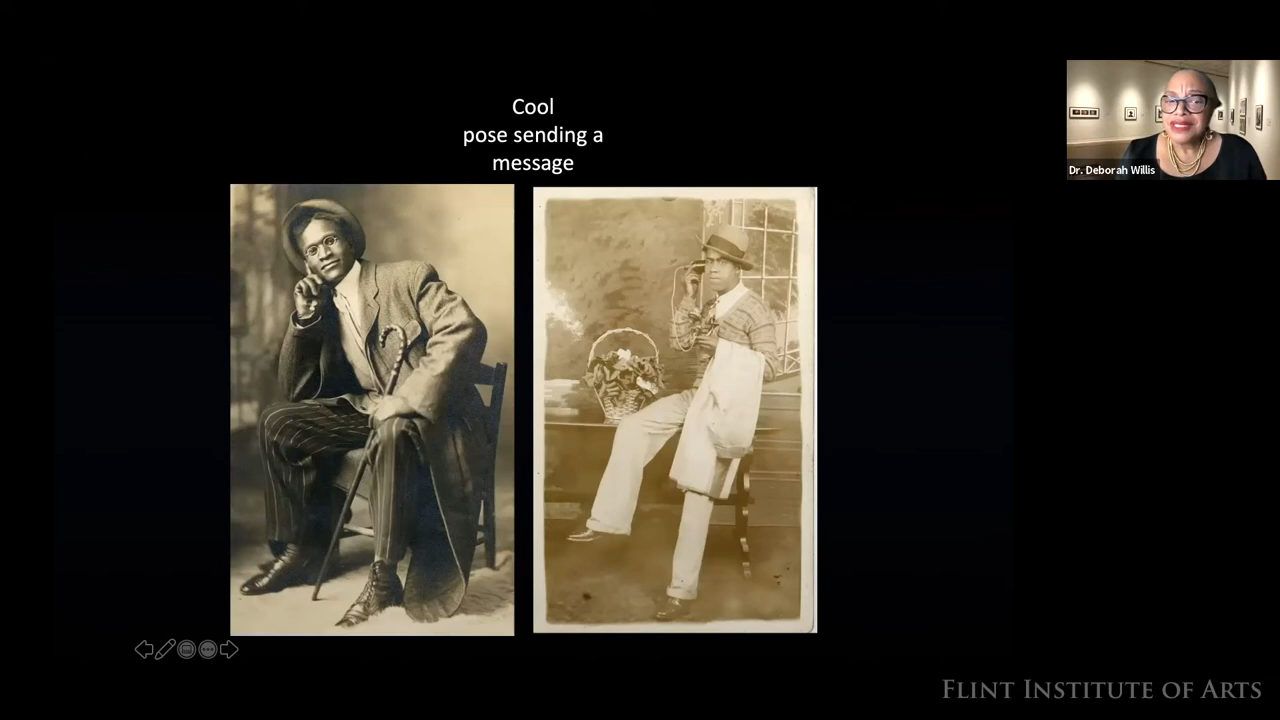 Cool
pose sending a
message
Dr. Deborah Willis
FLINT INSTITUTE OF ARTS